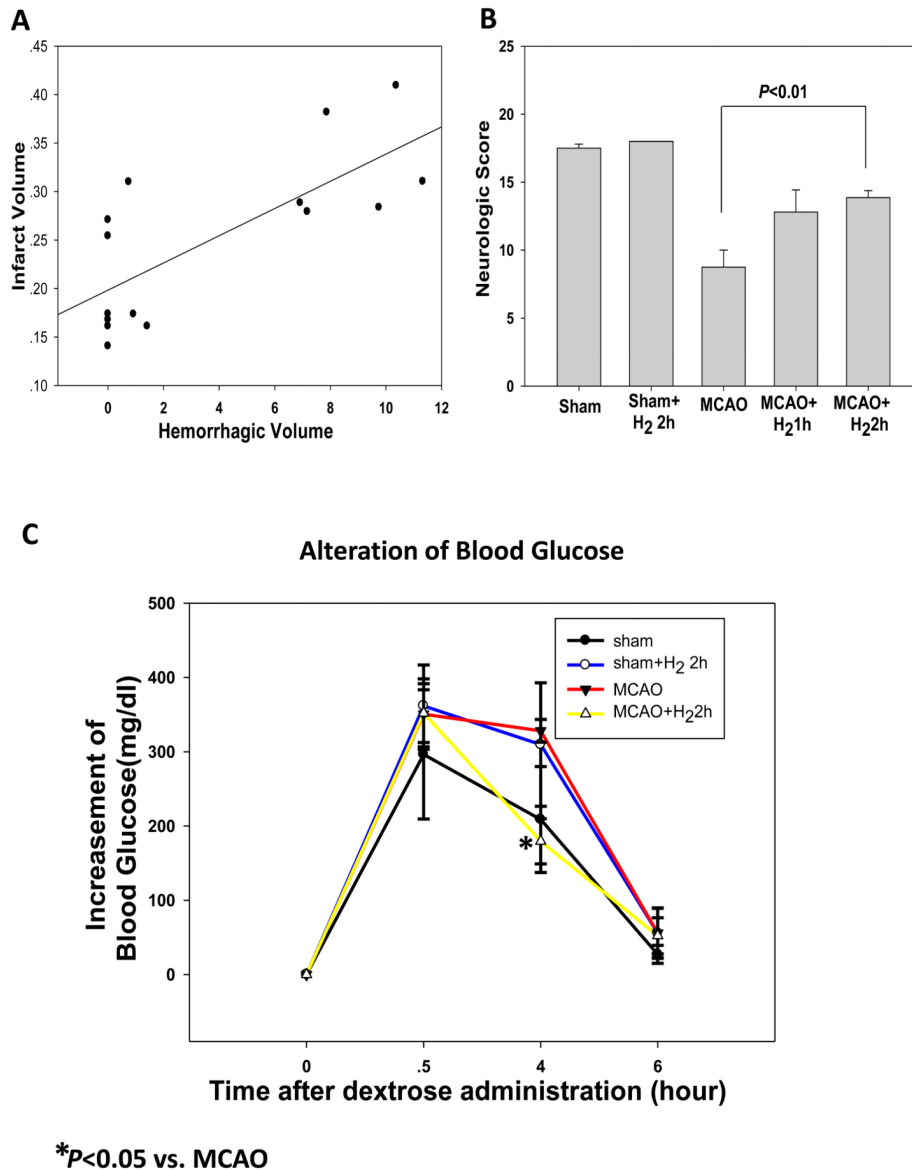 A
.45
.40
.35
.30
.25
.20
.15
.10
Infarct Volume
0 2 4 6 8 10 12
Hemorrhagic Volume
B
25
20
15
10
5
0
Neurologic Score
P<0.01
Sham
Sham+
H2 2h
MCAO
MCAO+
H21h
MCAO+
H22h
C
Alteration of Blood Glucose
500
400
300
200
100
0
Increasement of
Blood Glucose(mg/dl)
sham
sham+H2 2h
MCAO
MCAO+H22h
*
0 .5 4 6
Time after dextrose administration (hour)
*P<0.05 vs. MCAO